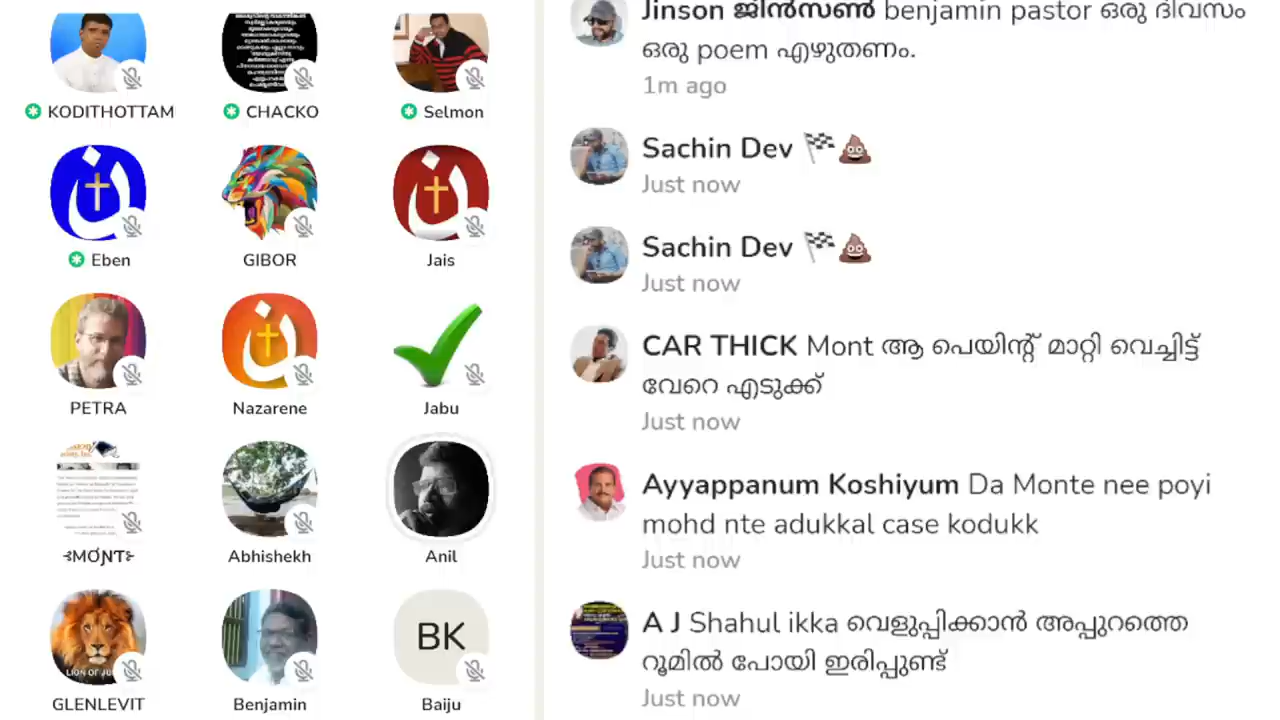 KODITHOTTAM
CHACKO
Selmon
Eben
GIBOR
Jais
PETRA
Nazarene
Jabu
MONT
Abhishekh
Anil
LION OF JU
BK
GLENLEVIT
Benjamin
Baiju
Jinson ജിൻസൺ benjamin pastor ഒരു ദിവസം
ഒരു poem എഴുതണം.
1m ago
Sachin Dev 🏁💩
Just now
Sachin Dev 🏁💩
Just now
CAR THICK Mont ആ പെയിന്റ് മാറ്റി വെച്ചിട്ട്
വേറെ എടുക്ക്
Just now
Ayyappanum Koshiyum Da Monte nee poyi
mohd nte adukkal case kodukk
Just now
A J Shahul ikka വെളുപ്പിക്കാൻ അപ്പുറത്തെ
റൂമിൽ പോയി ഇരിപ്പുണ്ട്
Just now